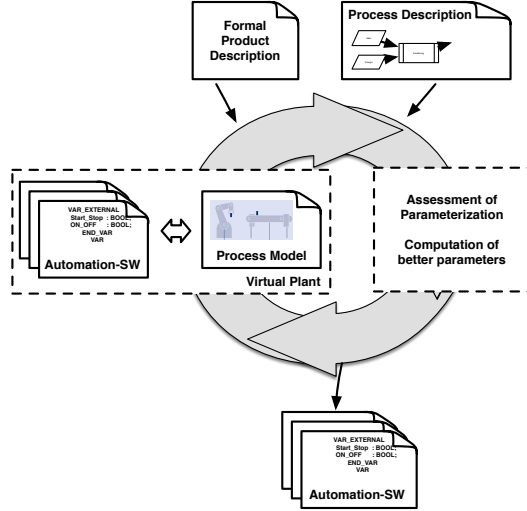 Formal
Product
Description
Process Description
VAR_EXTERNAL
Start_Stop : BOOL;
ON_OFF : BOOL;
END_VAR
VAR
Automation-SW
Process Model
Virtual Plant
Assessment of
Parameterization
Computation of
better parameters
VAR_EXTERNAL
Start_Stop : BOOL;
ON_OFF : BOOL;
END_VAR
VAR
Automation-SW